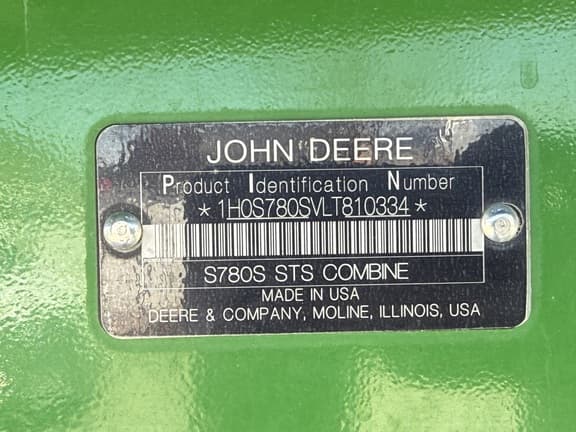 JOHN DEERE
Product Identification Number
*1H0S780SVLT810334*
S780S STS COMBINE
MADE IN USA
DEERE & COMPANY, MOLINE, ILLINOIS, USA